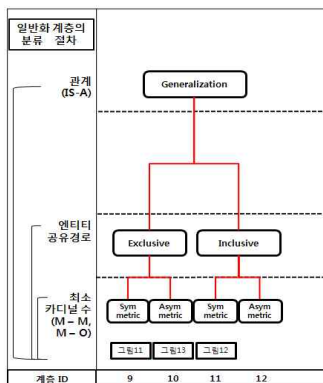 일반화 계층의
분류 절차
관계
(IS-A)
Generalization
엔티티
공유경로
Exclusive
Inclusive
최소
카디널 수
(M – M,
M – O)
Sym
metric
Asym
metric
Sym
metric
Asym
metric
그림11
그림13
그림12
계층 ID
9
10
11
12